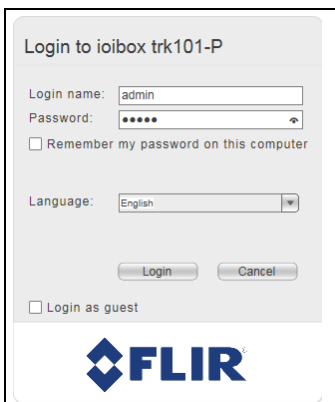 Login to ioibox trk101-P
Login name: admin
Password: •••••
Remember my password on this computer
Language: English
Login Cancel
Login as guest
FLIR